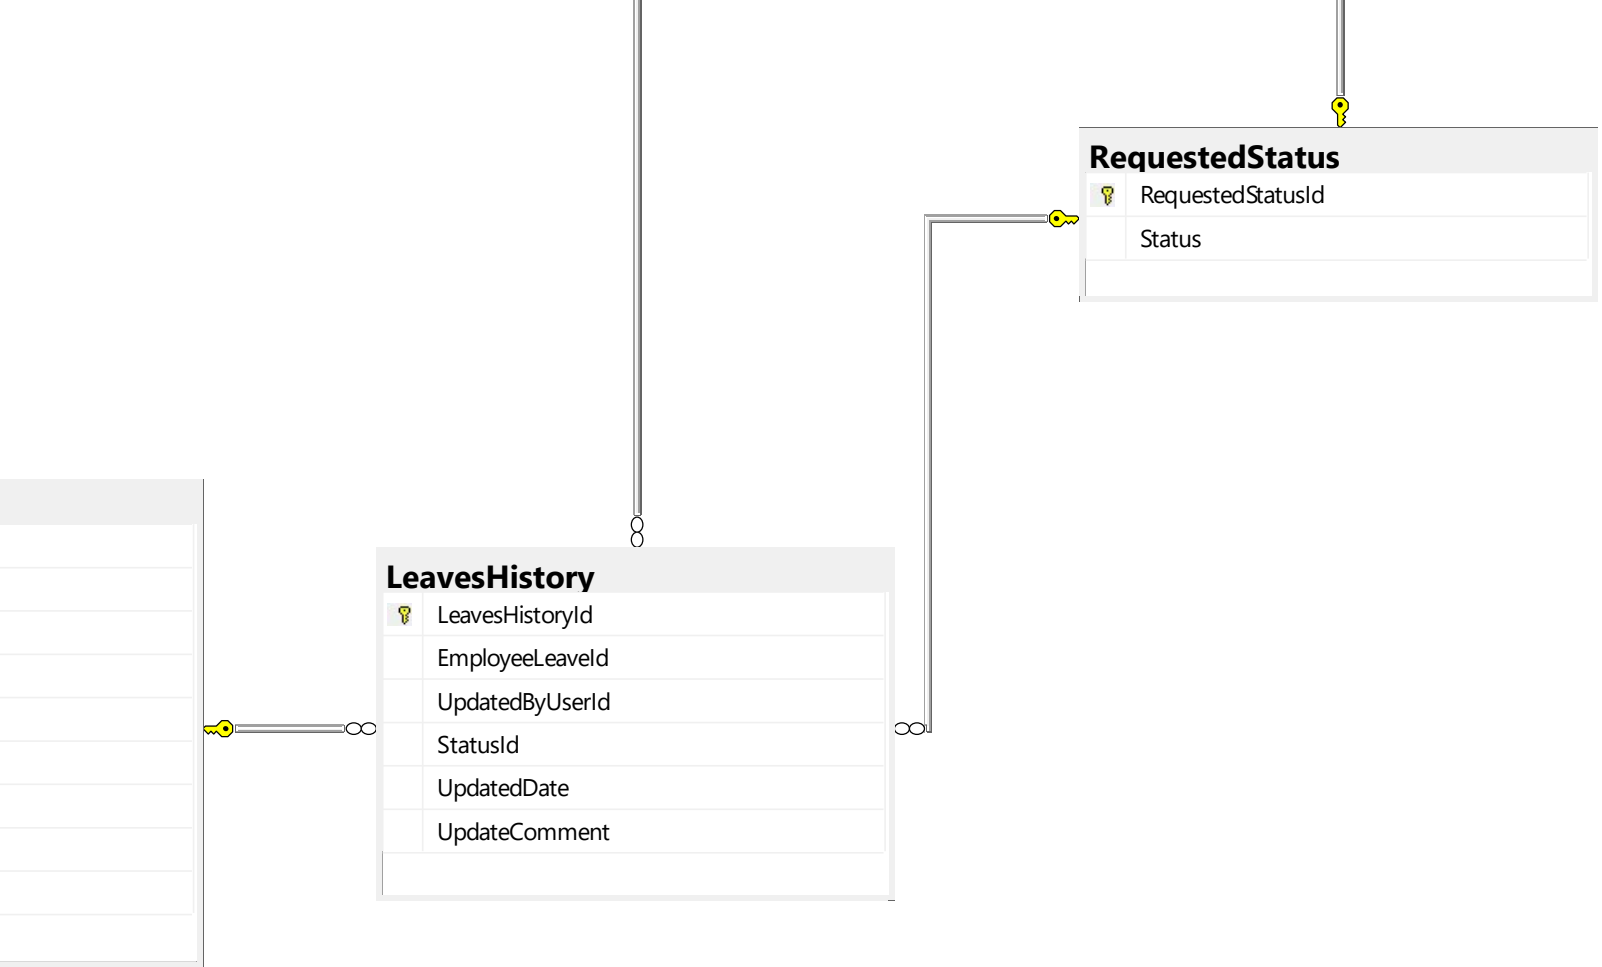 RequestedStatus
RequestedStatusId
Status
LeavesHistory
LeavesHistoryId
EmployeeLeaveId
UpdatedByUserId
StatusId
UpdatedDate
UpdateComment